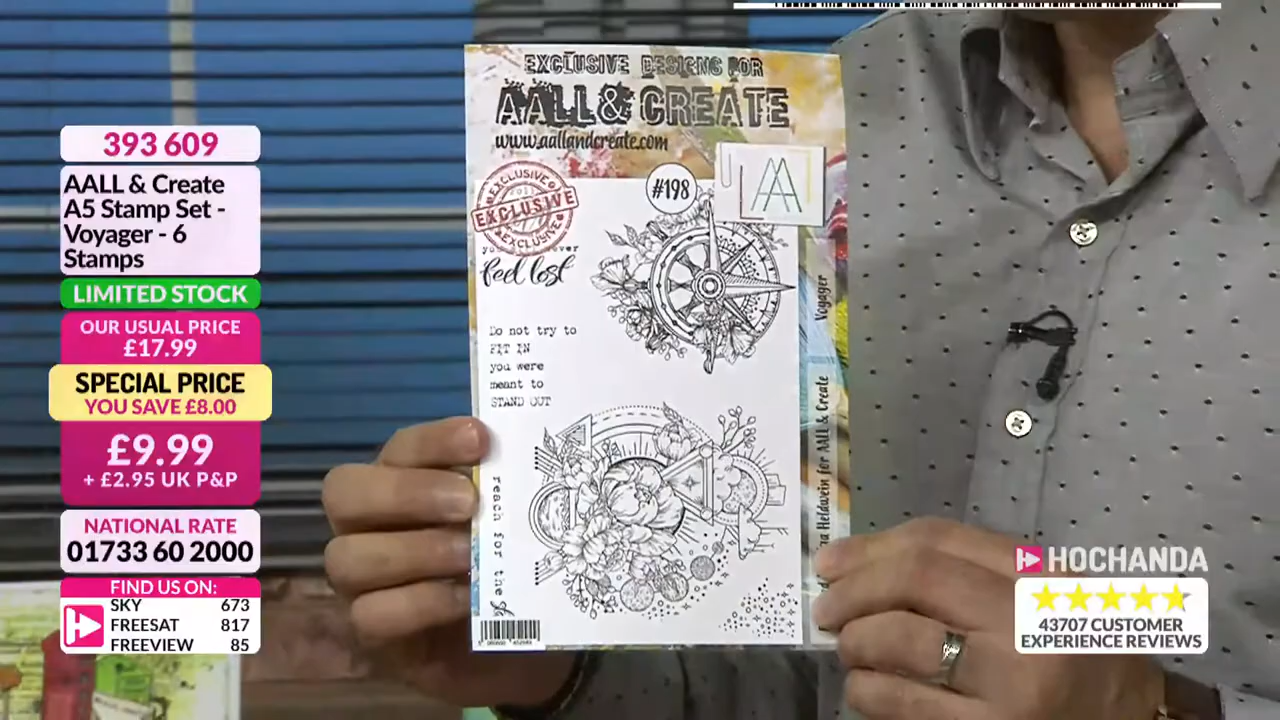 393 609
AALL & Create
A5 Stamp Set -
Voyager - 6
Stamps
LIMITED STOCK
OUR USUAL PRICE
£17.99
SPECIAL PRICE
YOU SAVE £8.00
£9.99
+ £2.95 UK P&P
NATIONAL RATE
01733 60 2000
FIND US ON:
SKY 673
FREESAT 817
FREEVIEW 85
EXCLUSIVE DESIGNS FOR
AALL & CREATE
www.aallandcreate.com
EXCLUSIVE
EXCLUSIVE
EXCLUSIVE
#198
AA
feel lost
Do not try to
FIT IN
you were
meant to
STAND OUT
reach for the
Voyager
Heldwein for AALL & Create
HOCHANDA
43707 CUSTOMER
EXPERIENCE REVIEWS